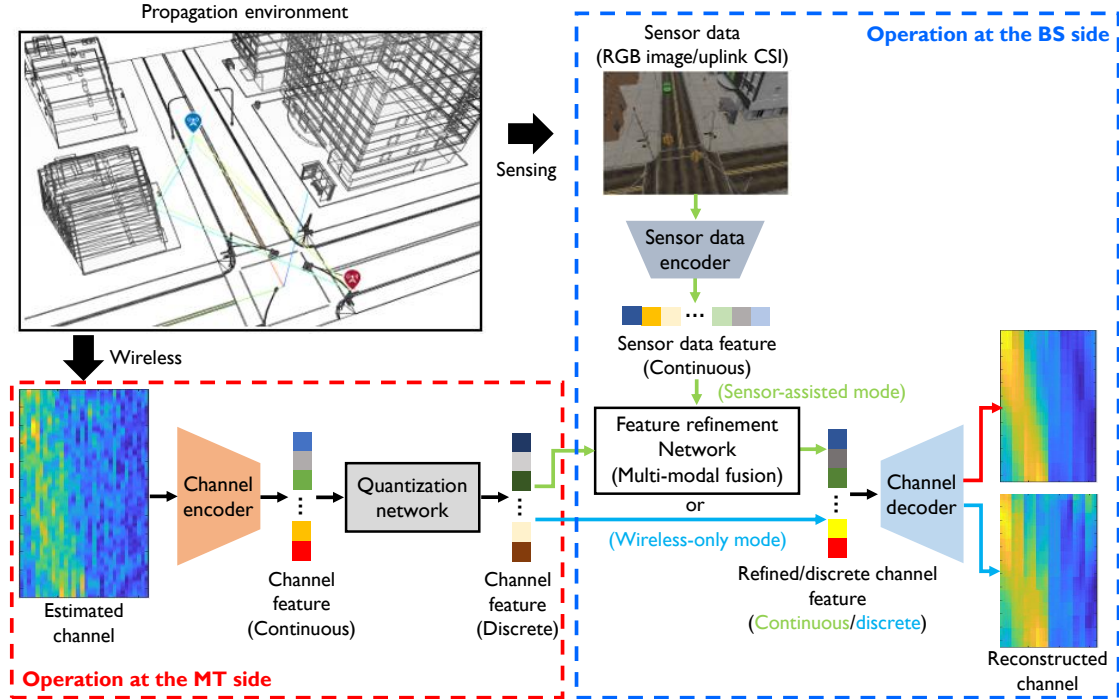 Propagation environment
Sensing
Wireless
Operation at the BS side
Sensor data
(RGB image/uplink CSI)
Sensor data
encoder
...
Sensor data feature
(Continuous)
(Sensor-assisted mode)
Feature refinement
Network
(Multi-modal fusion)
or
(Wireless-only mode)
Channel
encoder
Quantization
network
Channel
decoder
Estimated
channel
Channel
feature
(Continuous)
Channel
feature
(Discrete)
Refined/discrete channel
feature
(Continuous/discrete)
Reconstructed
channel
Operation at the MT side